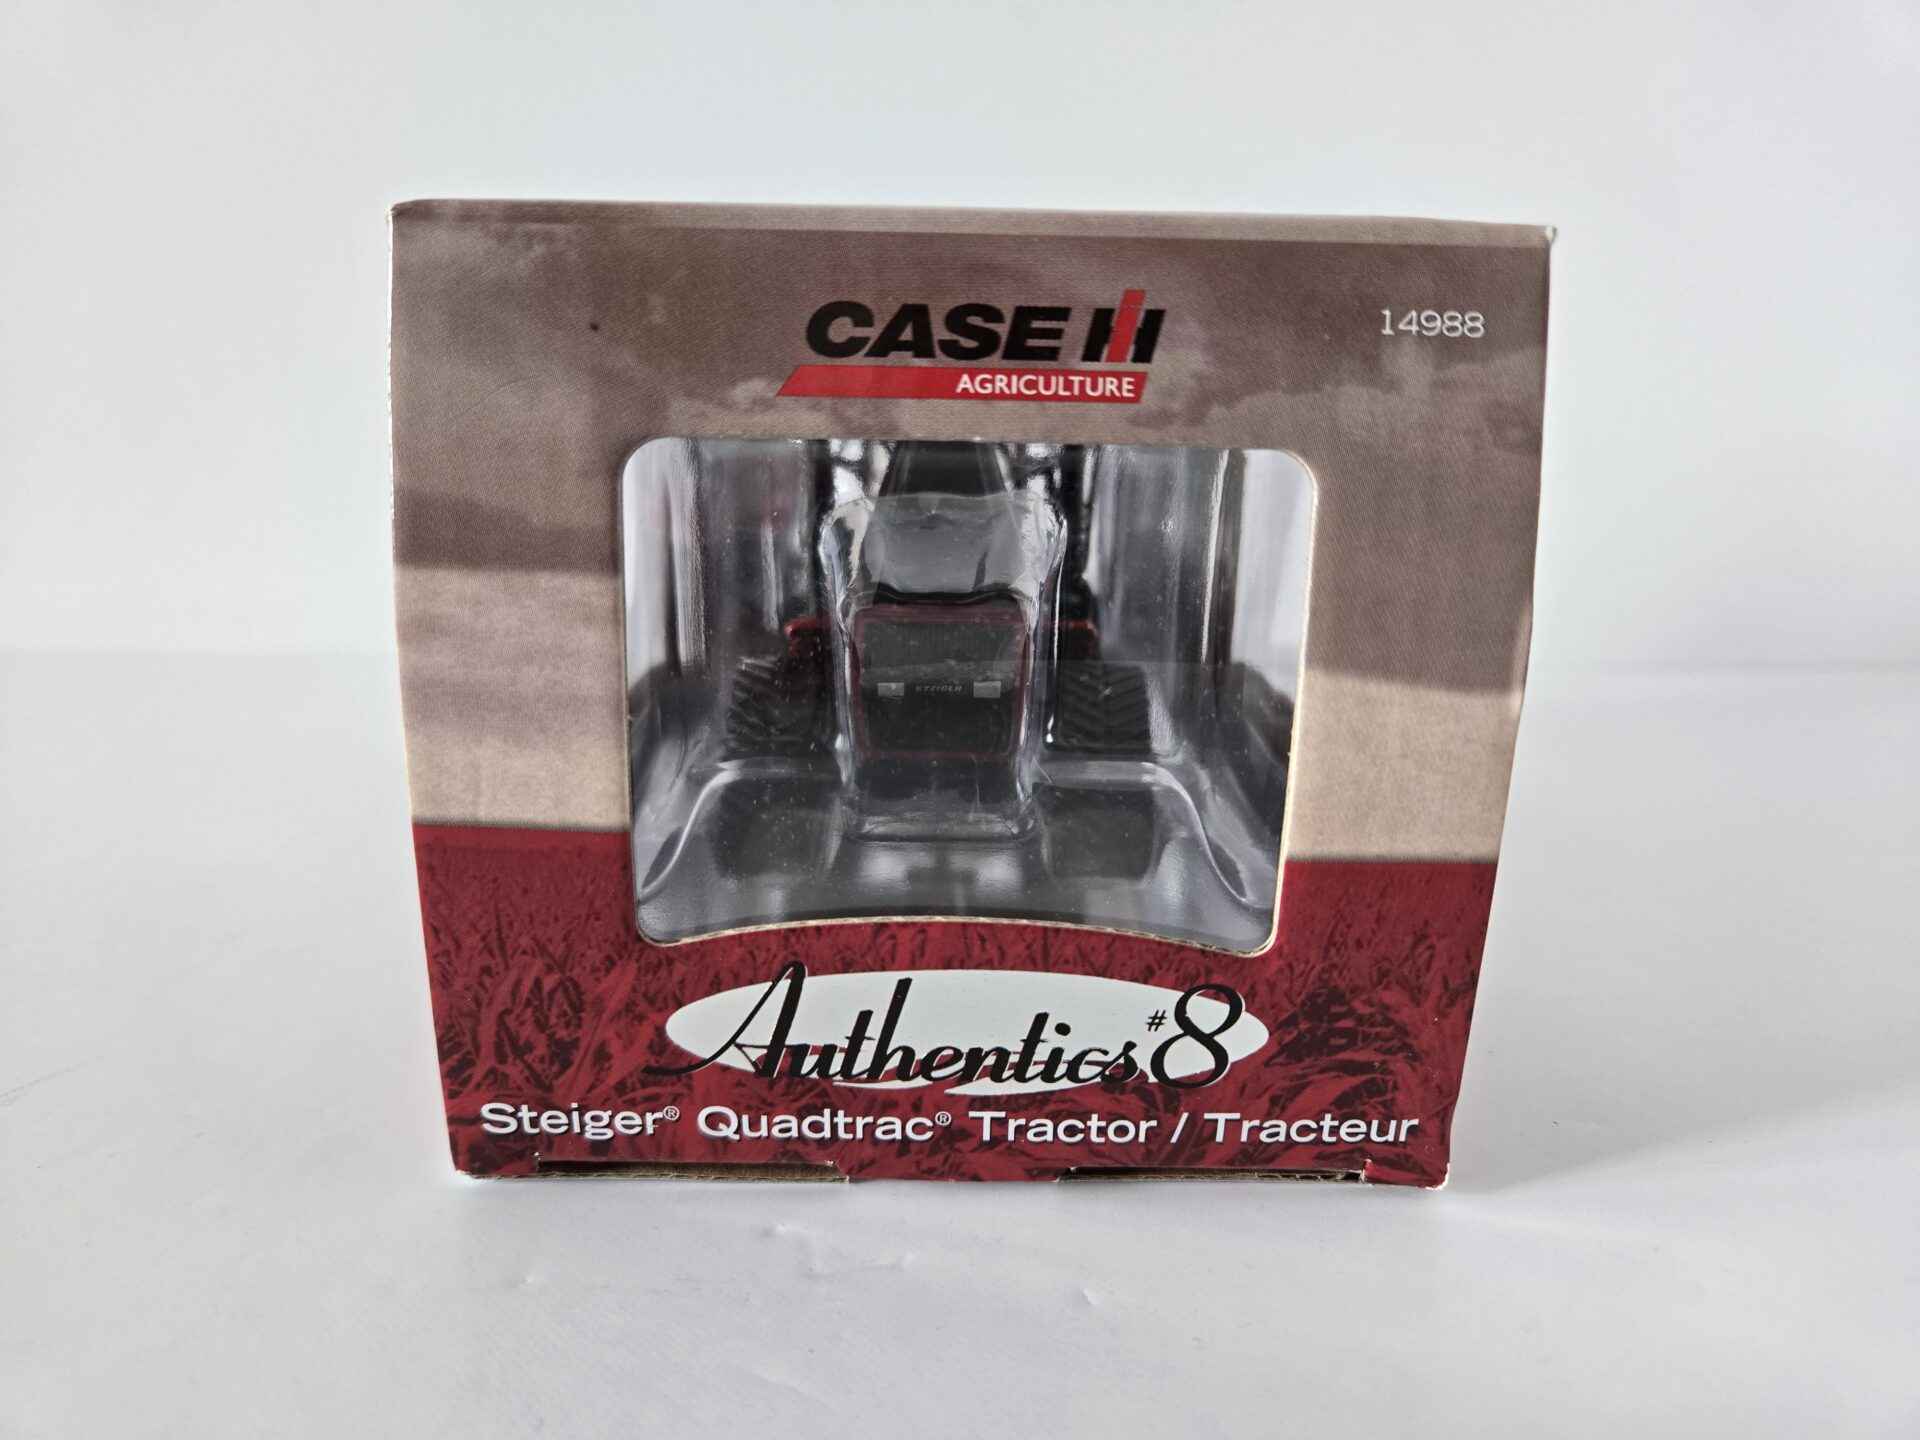 CASE IH
14988
AGRICULTURE
STEIGER
Authentics #8
Steiger® Quadtrac® Tractor / Tracteur